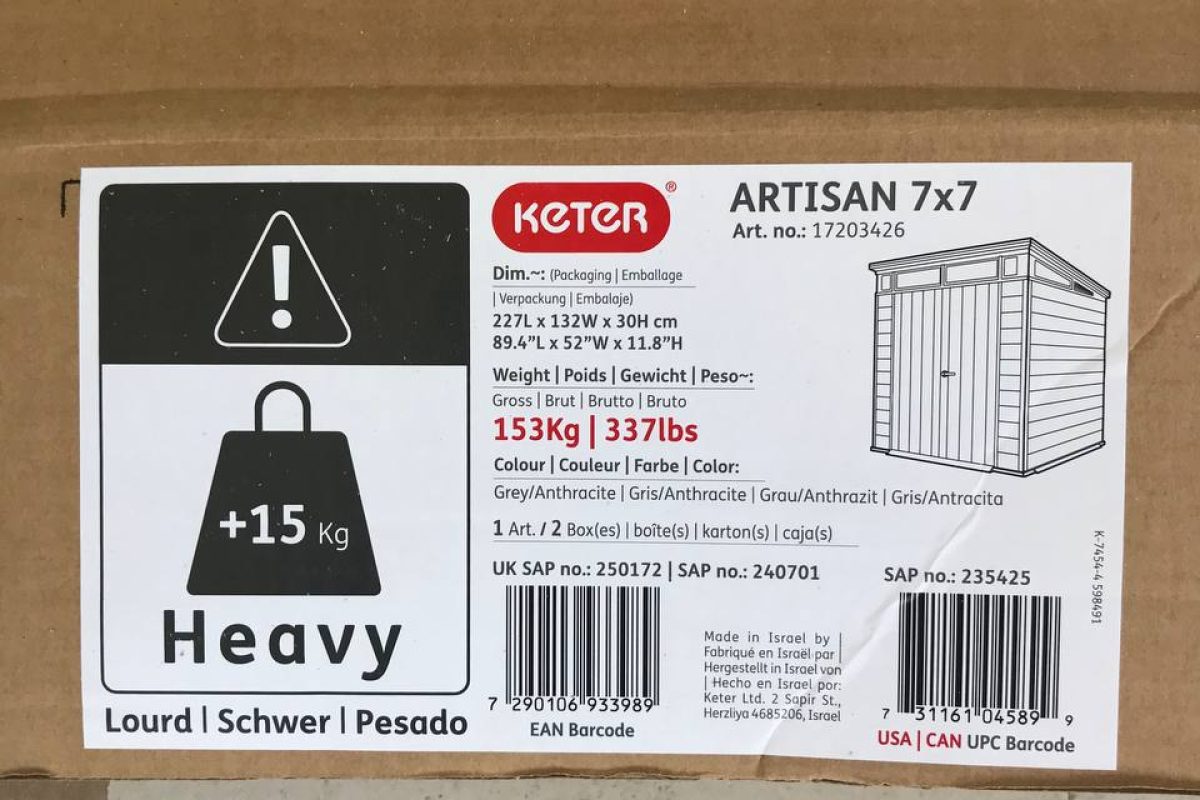 +15 Kg
Heavy
Lourd | Schwer | Pesado
KETER®
ARTISAN 7x7
Art. no.: 17203426
Dim.~: (Packaging | Emballage
| Verpackung | Embalaje)
227L x 132W x 30H cm
89.4”L x 52”W x 11.8”H
Weight | Poids | Gewicht | Peso~:
Gross | Brut | Brutto | Bruto
153Kg | 337lbs
Colour | Couleur | Farbe | Color:
Grey/Anthracite | Gris/Anthracite | Grau/Anthrazit | Gris/Antracita
1 Art. / 2 Box(es) | boîte(s) | karton(s) | caja(s)
UK SAP no.: 250172 | SAP no.: 240701
7 290106 933989
EAN Barcode
Made in Israel by |
Fabriqué en Israël par |
Hergestellt in Israel von
| Hecho en Israel por:
Keter Ltd. 2 Sapir St.,
Herzliya 4685206, Israel
SAP no.: 235425
7 31161 04589 9
USA | CAN UPC Barcode
K-7454-4 598491